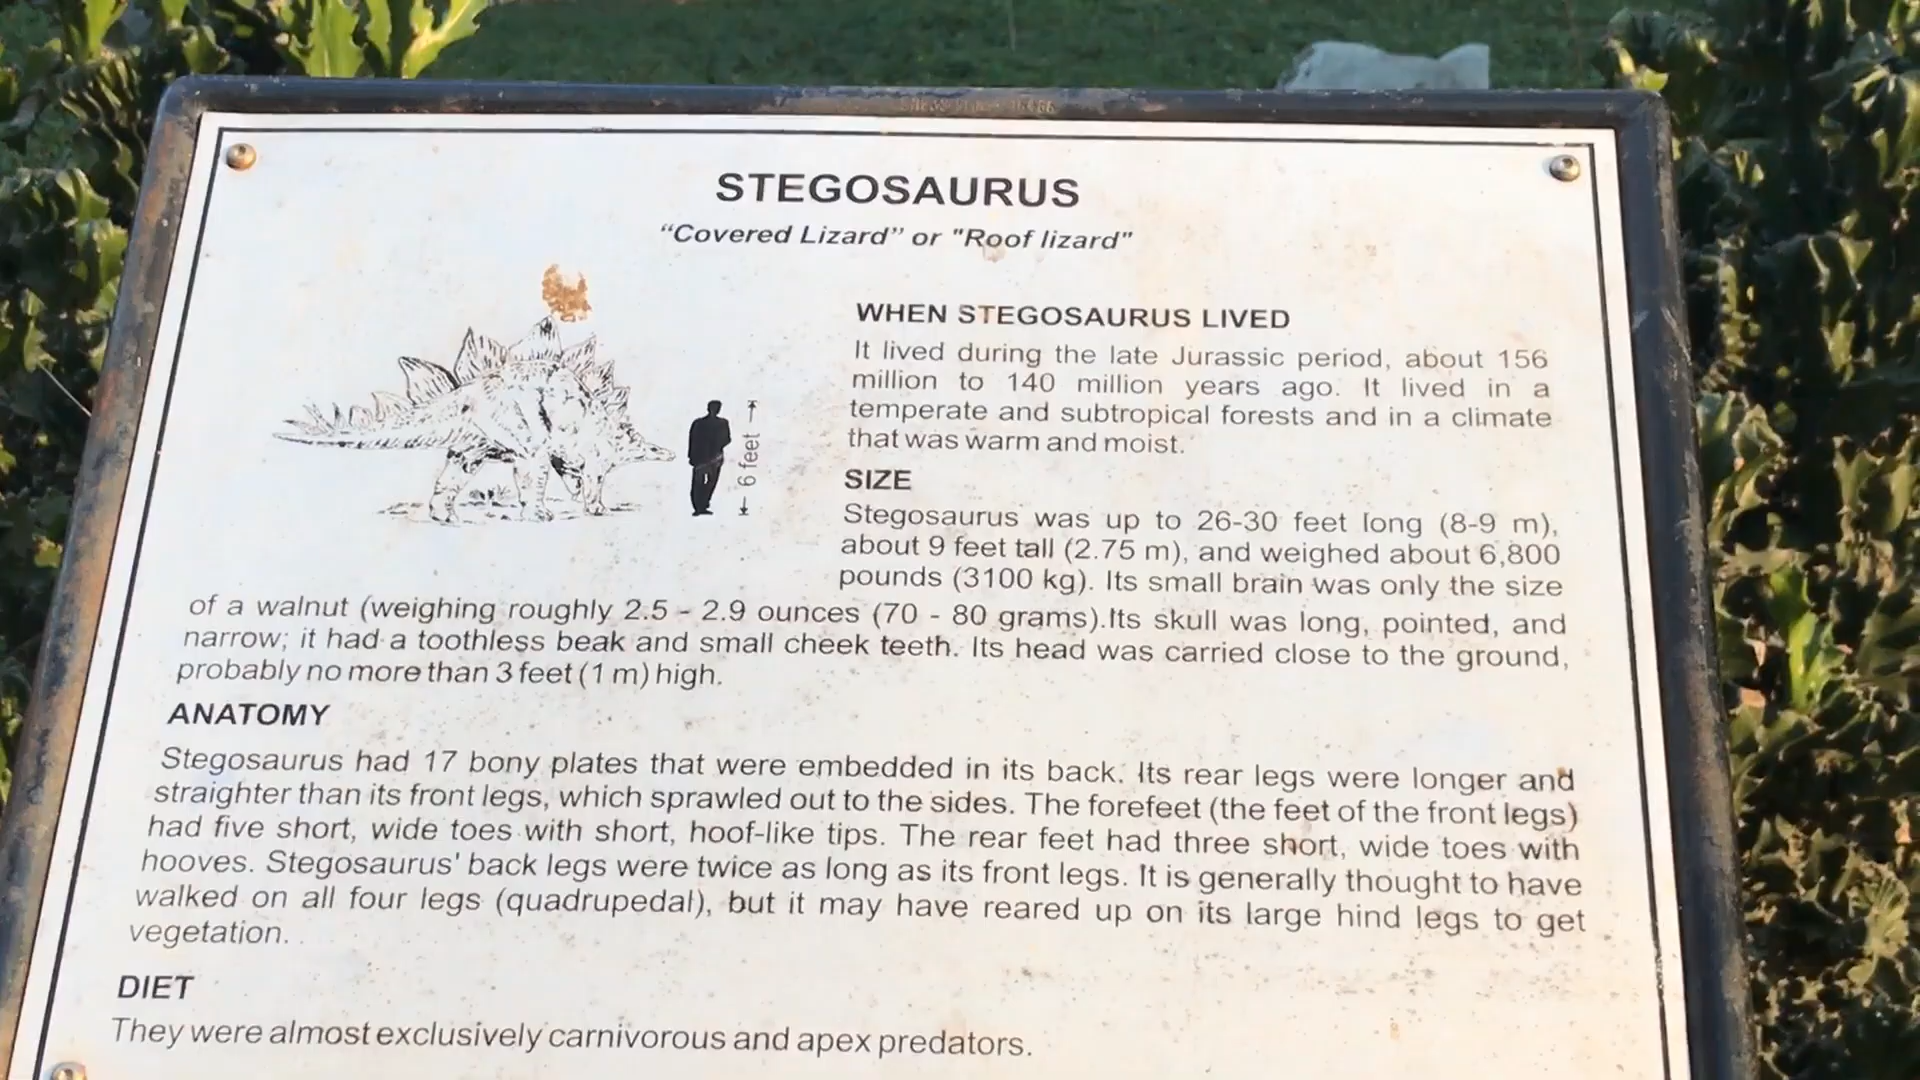 STEGOSAURUS
“Covered Lizard” or "Roof lizard"
6 feet
WHEN STEGOSAURUS LIVED
It lived during the late Jurassic period, about 156
million to 140 million years ago. It lived in a
temperate and subtropical forests and in a climate
that was warm and moist.
SIZE
Stegosaurus was up to 26-30 feet long (8-9 m),
about 9 feet tall (2.75 m), and weighed about 6,800
pounds (3100 kg). Its small brain was only the size
of a walnut (weighing roughly 2.5 - 2.9 ounces (70 - 80 grams).Its skull was long, pointed, and
narrow; it had a toothless beak and small cheek teeth. Its head was carried close to the ground,
probably no more than 3 feet (1 m) high.
ANATOMY
Stegosaurus had 17 bony plates that were embedded in its back. Its rear legs were longer and
straighter than its front legs, which sprawled out to the sides. The forefeet (the feet of the front legs)
had five short, wide toes with short, hoof-like tips. The rear feet had three short, wide toes with
hooves. Stegosaurus' back legs were twice as long as its front legs. It is generally thought to have
walked on all four legs (quadrupedal), but it may have reared up on its large hind legs to get
vegetation.
DIET
They were almost exclusively carnivorous and apex predators.